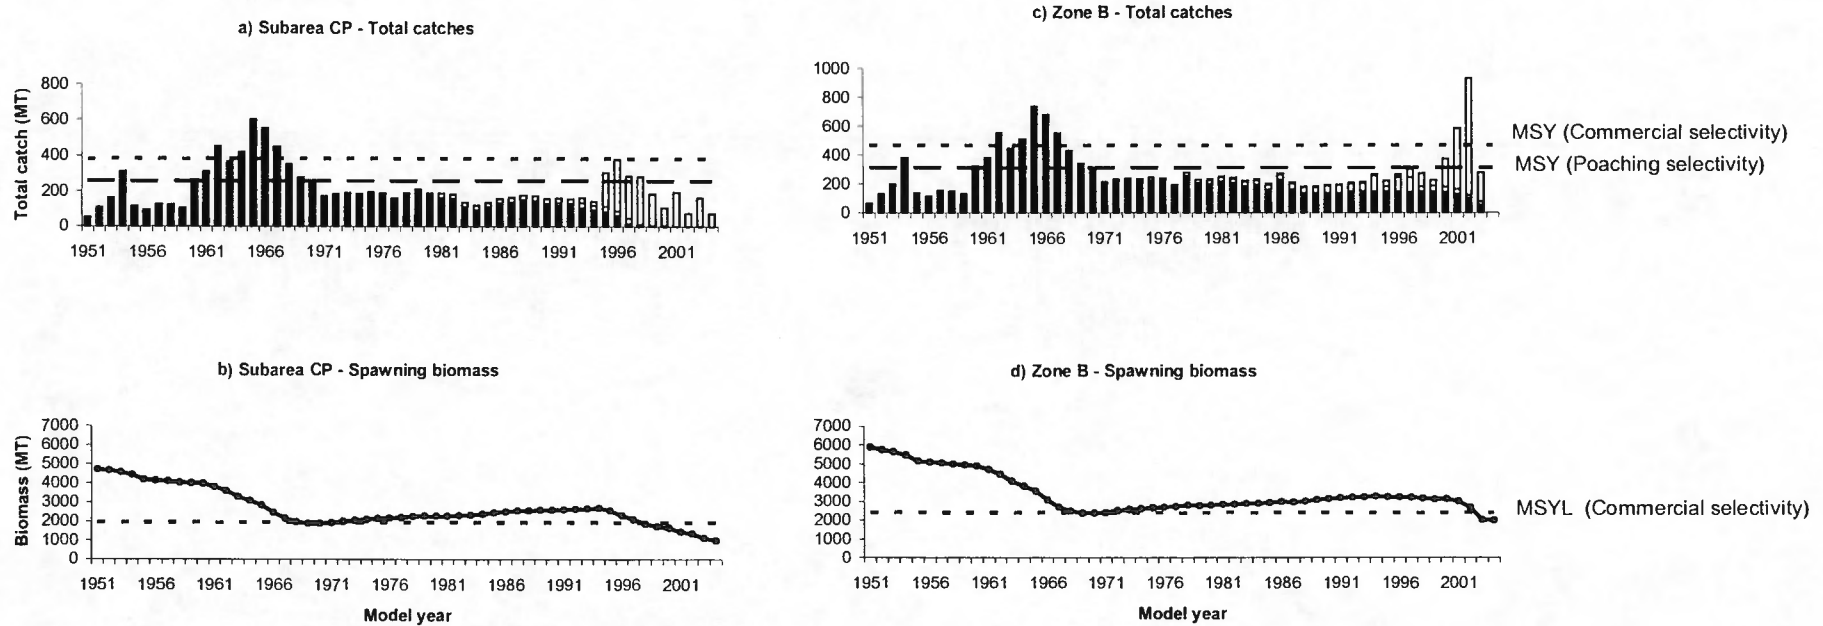 a) Subarea CP - Total catches
Total catch (MT)
800
600
400
200
0
1951 1956 1961 1966 1971 1976 1981 1986 1991 1996 2001
c) Zone B - Total catches
1000
800
600
400
200
0
1951 1956 1961 1966 1971 1976 1981 1986 1991 1996 2001
MSY (Commercial selectivity)
MSY (Poaching selectivity)
b) Subarea CP - Spawning biomass
Biomass (MT)
7000
6000
5000
4000
3000
2000
1000
0
1951 1956 1961 1966 1971 1976 1981 1986 1991 1996 2001
Model year
d) Zone B - Spawning biomass
7000
6000
5000
4000
3000
2000
1000
0
1951 1956 1961 1966 1971 1976 1981 1986 1991 1996 2001
Model year
MSYL (Commercial selectivity)